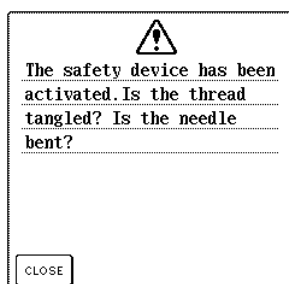 The safety device has been
activated.Is the thread
tangled? Is the needle
bent?
CLOSE